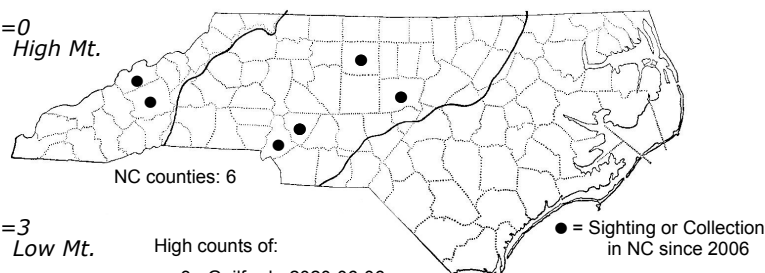 =0
High Mt.
NC counties: 6
=3
Low Mt.
High counts of:
● = Sighting or Collection
in NC since 2006